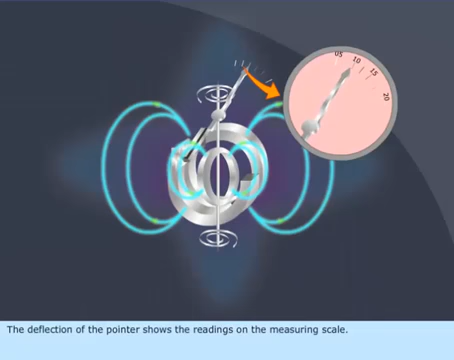 05
10
15
20
The deflection of the pointer shows the readings on the measuring scale.